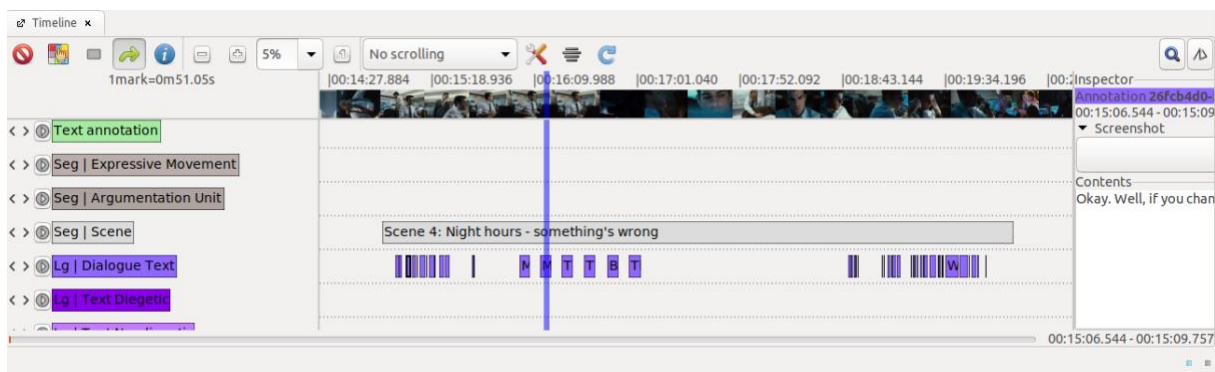 Timeline
5% No scrolling
1mark=0m51.05s |00:14:27.884 |00:15:18.936 |00:16:09.988 |00:17:01.040 |00:17:52.092 |00:18:43.144 |00:19:34.196 |00:2
Inspector
Annotation 26fcb4d0-
00:15:06.544 - 00:15:09
Screenshot
Contents
Okay. Well, if you chan
Text annotation
Seg | Expressive Movement
Seg | Argumentation Unit
Seg | Scene Scene 4: Night hours - something's wrong
Lg | Dialogue Text M M T T B T W
Lg | Text Diegetic
00:15:06.544 - 00:15:09.757